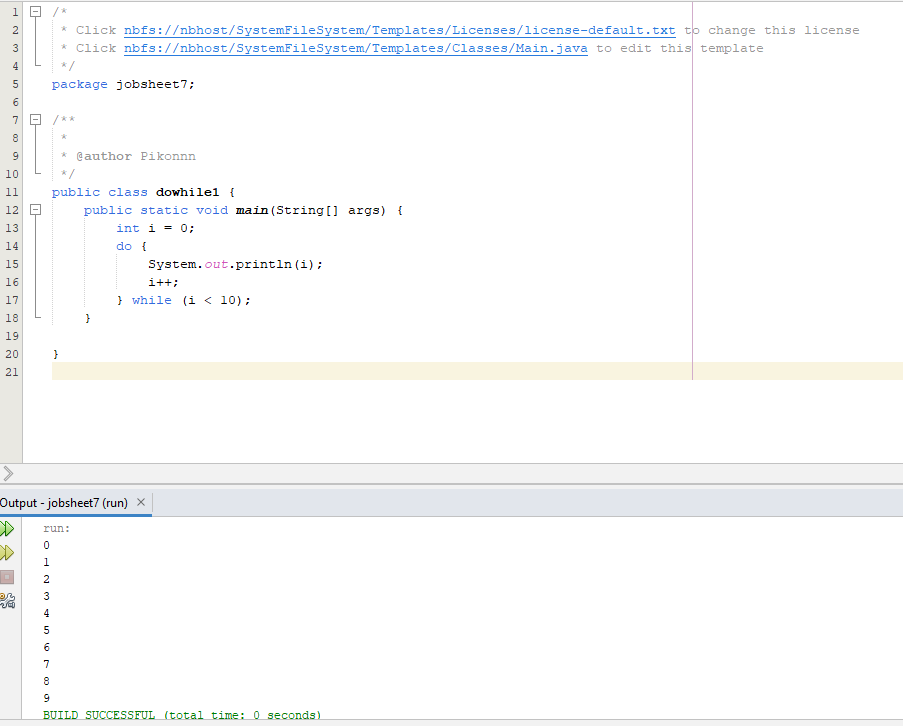 1 /*
2 * Click nbfs://nbhost/SystemFileSystem/Templates/Licenses/license-default.txt to change this license
3 * Click nbfs://nbhost/SystemFileSystem/Templates/Classes/Main.java to edit this template
4 */
5 package jobsheet7;
6
7 /**
8 *
9 * @author Pikonnn
10 */
11 public class dowhile1 {
12 public static void main(String[] args) {
13 int i = 0;
14 do {
15 System.out.println(i);
16 i++;
17 } while (i < 10);
18 }
19
20 }
21
Output - jobsheet7 (run) ×
run:
0
1
2
3
4
5
6
7
8
9
BUILD SUCCESSFUL (total time: 0 seconds)